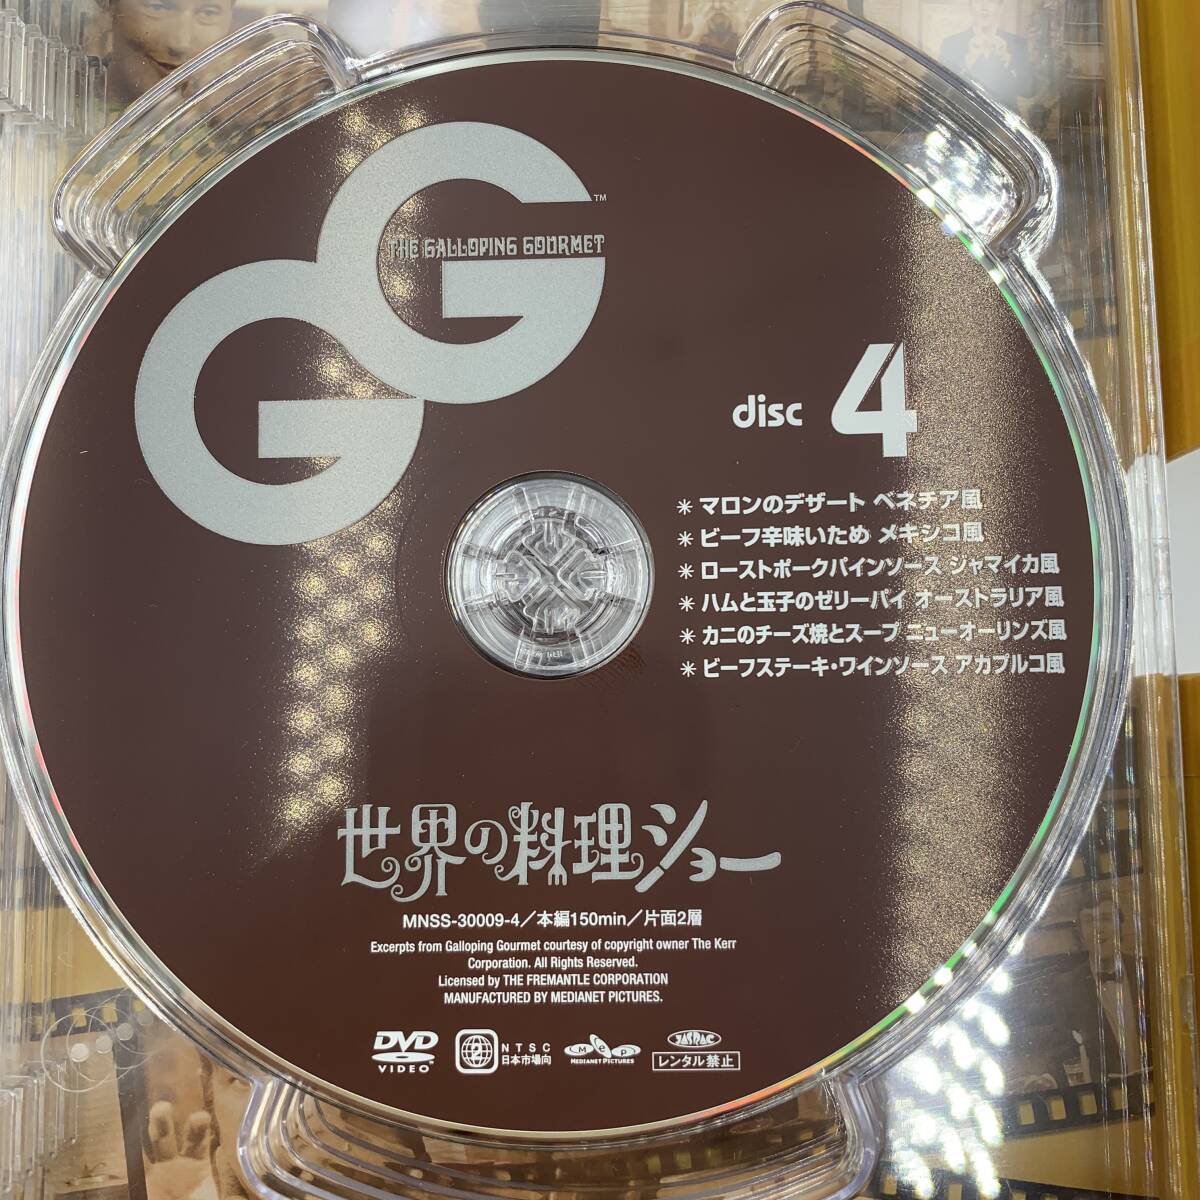 THE GALLOPING GOURMET
TM
disc 4
✳マロンのデザート ベネチア風
✳ビーフ辛味いため メキシコ風
✳ローストポークパインソース ジャマイカ風
✳ハムと玉子のゼリーパイ オーストラリア風
✳カニのチーズ焼とスープ ニューオーリンズ風
✳ビーフステーキ・ワインソース アカプルコ風
世界の料理ショー
MNSS-30009-4／本編150min／片面2層
Excerpts from Galloping Gourmet courtesy of copyright owner The Kerr
Corporation. All Rights Reserved.
Licensed by THE FREMANTLE CORPORATION
MANUFACTURED BY MEDIANET PICTURES.
DVD
VIDEO
2
NTSC
日本市場向
MEP
MEDIANET PICTURES
JASRAC
レンタル禁止